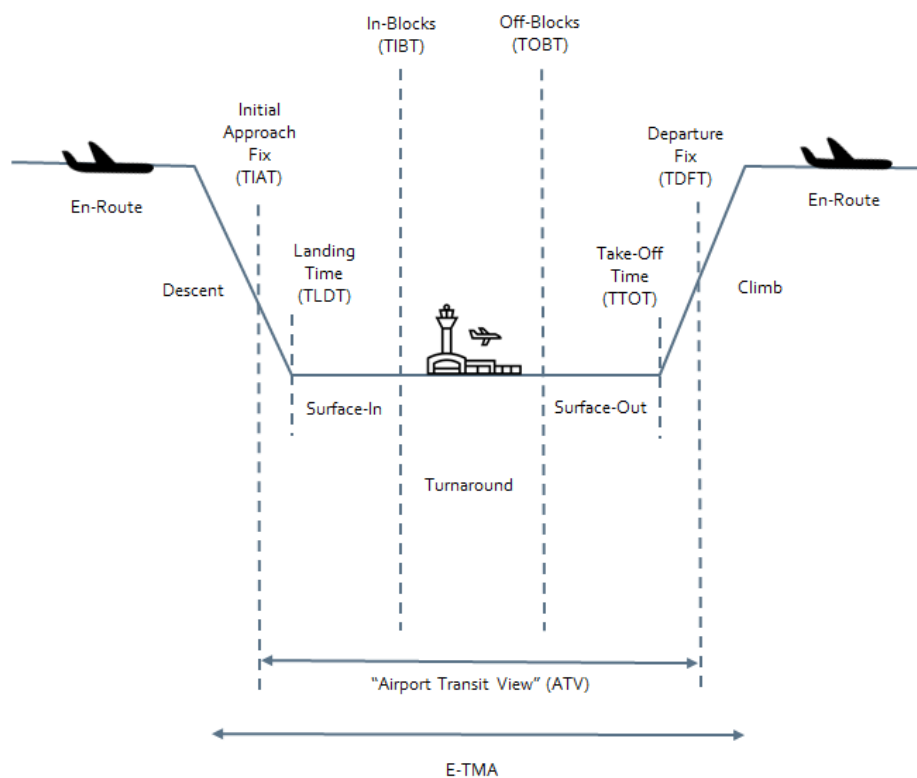 In-Blocks
(TIBT)
Off-Blocks
(TOBT)
Initial
Approach
Fix
(TIAT)
Departure
Fix
(TDFT)
En-Route
En-Route
Landing
Time
(TLDT)
Take-Off
Time
(TTOT)
Descent
Climb
Surface-In
Surface-Out
Turnaround
“Airport Transit View” (ATV)
E-TMA